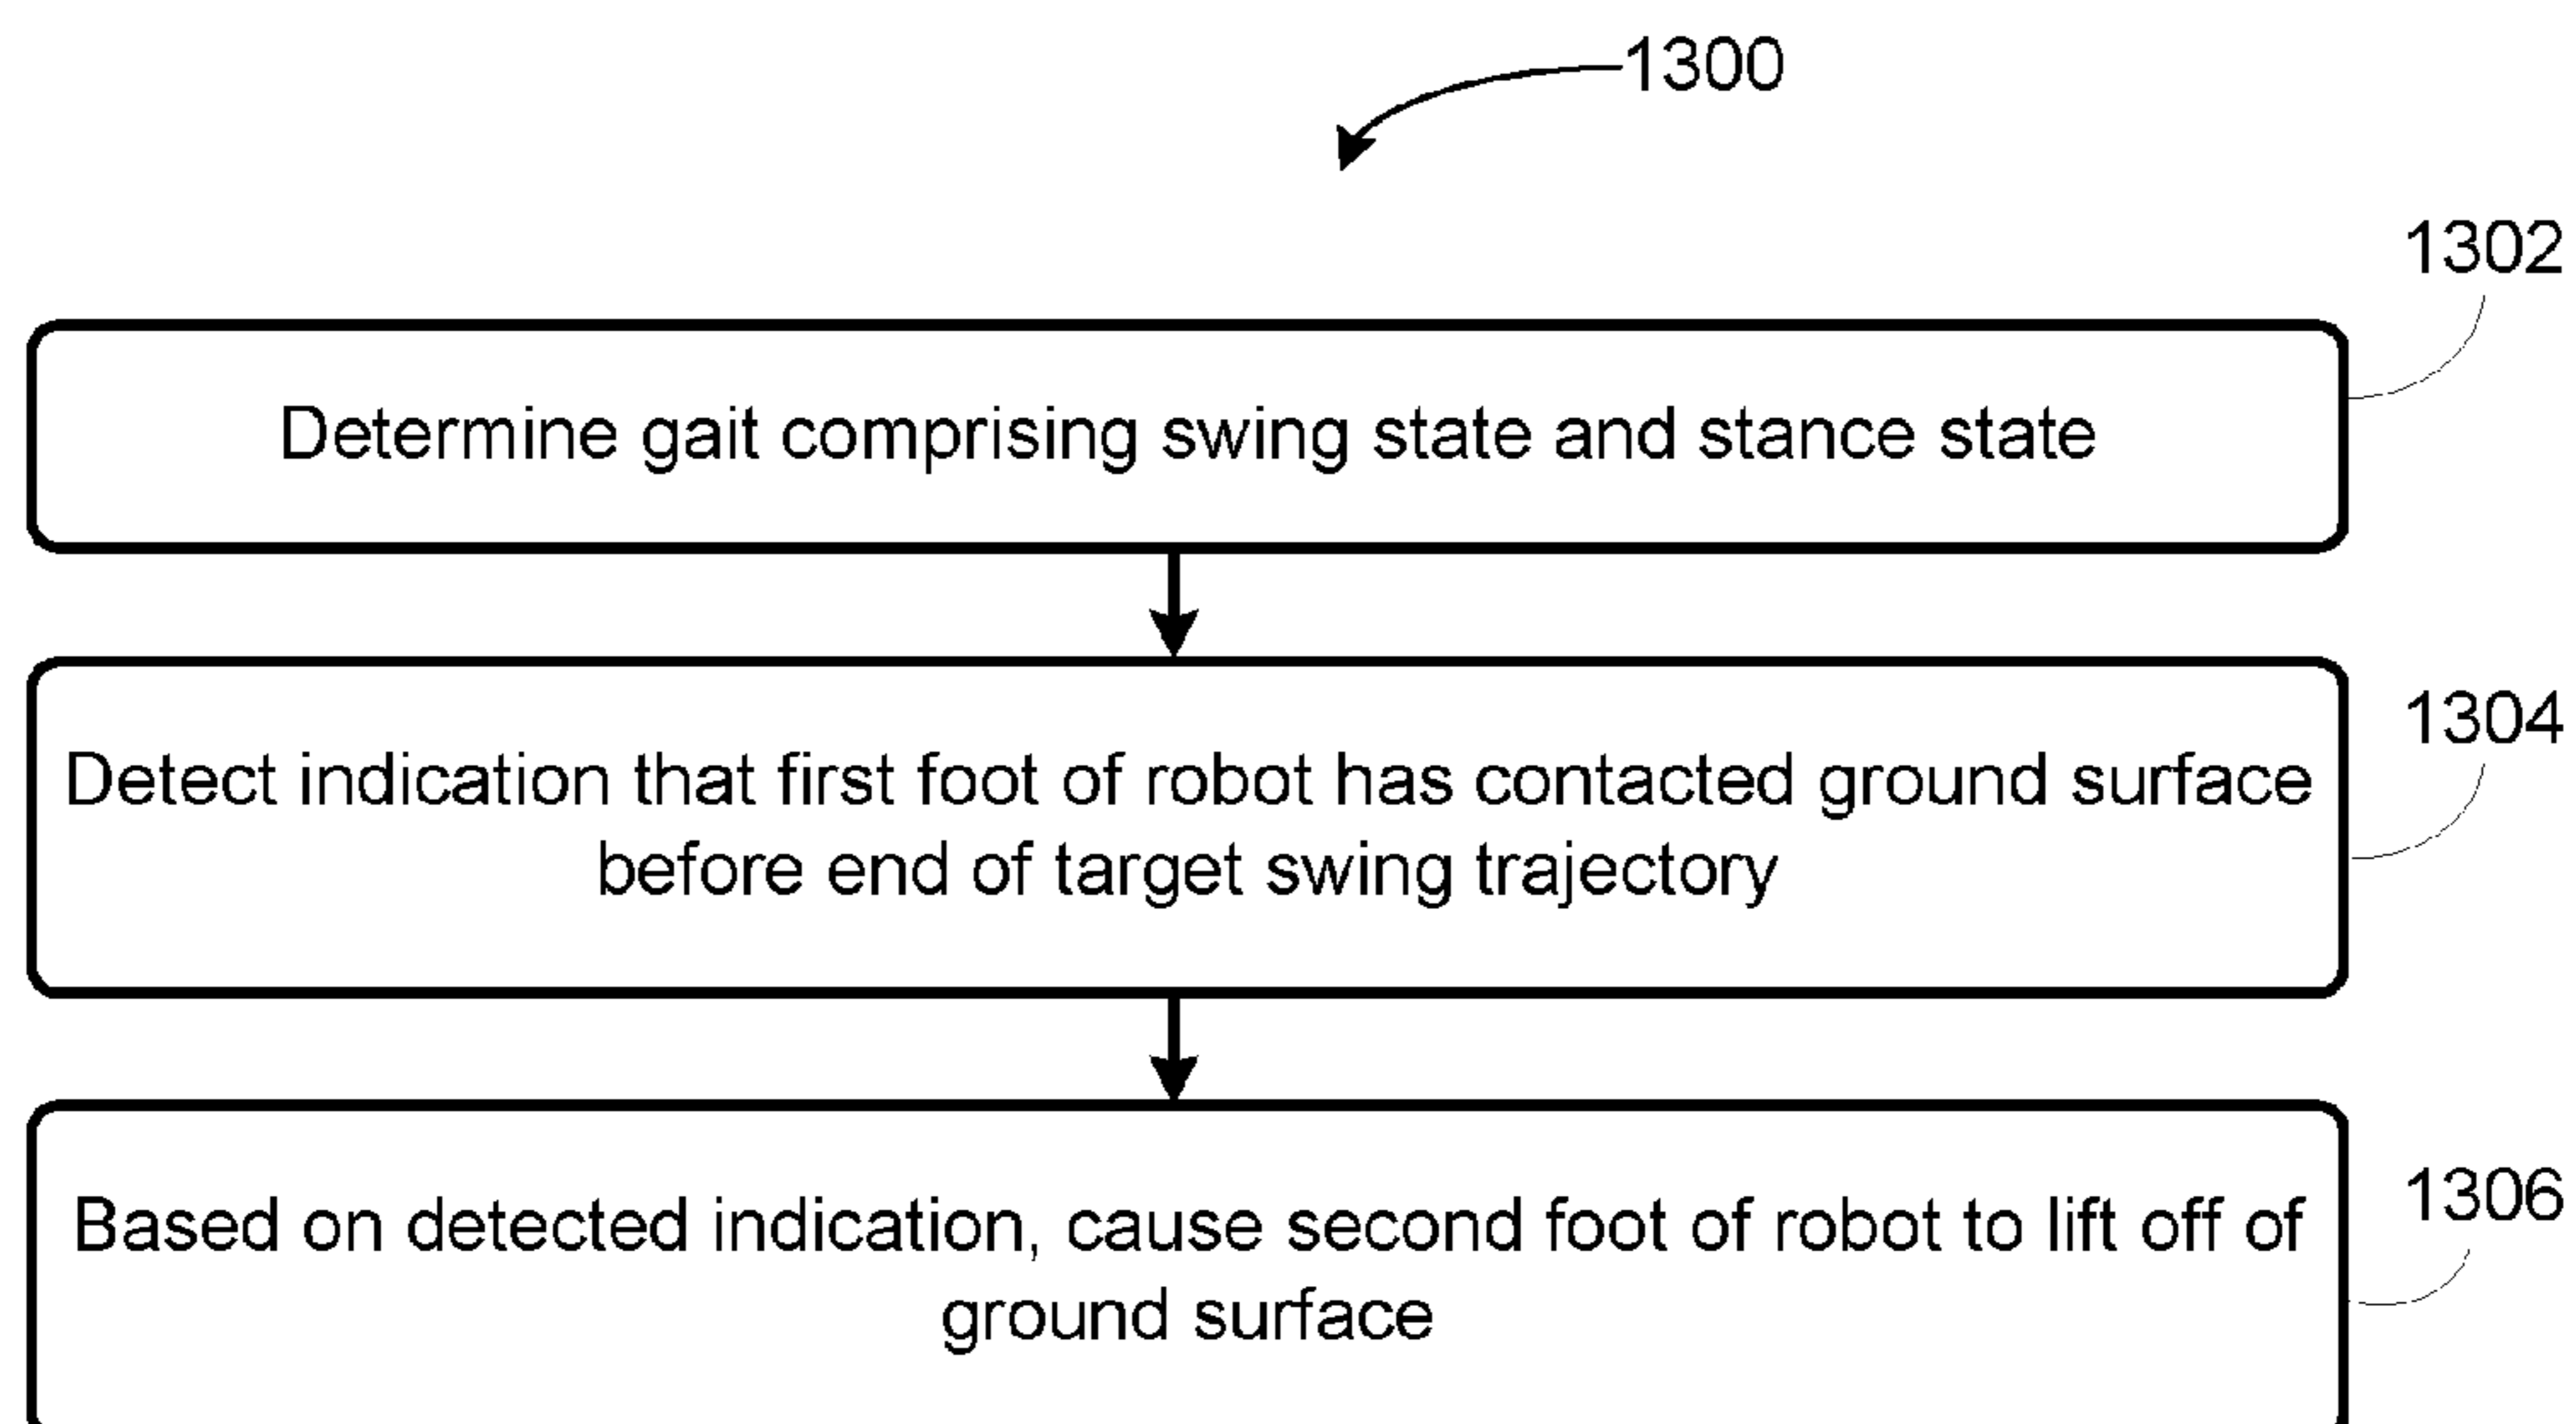 1300
1302
Determine gait comprising swing state and stance state
1304
Detect indication that first foot of robot has contacted ground surface
before end of target swing trajectory
1306
Based on detected indication, cause second foot of robot to lift off of
ground surface